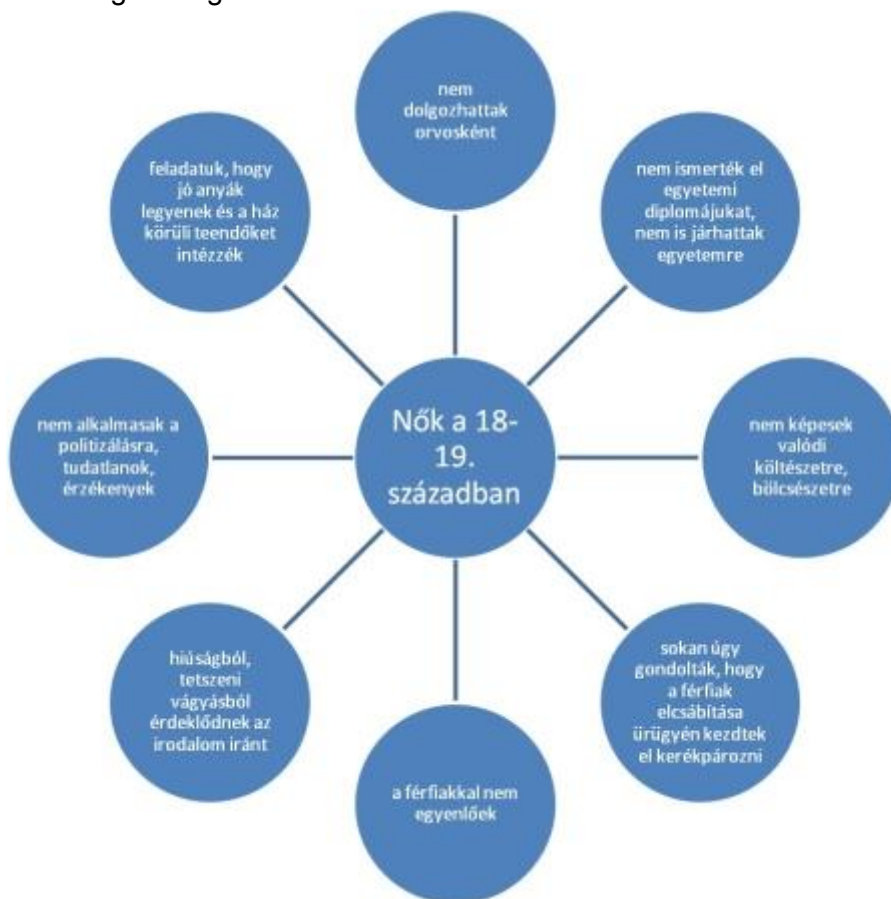 nem
dolgozhattak
orvosként
nem ismerték el
egyetemi
diplomájukat,
nem is járhattak
egyetemre
nem képesek
valódi
költészetre,
bölcsészetre
sokan úgy
gondolták, hogy
a férfiak
elcsábítása
ürügyén kezdtek
el kerékpározni
a férfiakkal nem
egyenlőek
hiúságból,
tetszeni
vágyásból
érdeklődnek az
irodalom iránt
nem alkalmasak a
politizálásra,
tudatlanok,
érzékenyek
feladatuk, hogy
jó anyák
legyenek és a ház
körüli teendőket
intézzék
Nők a 18-
19.
században